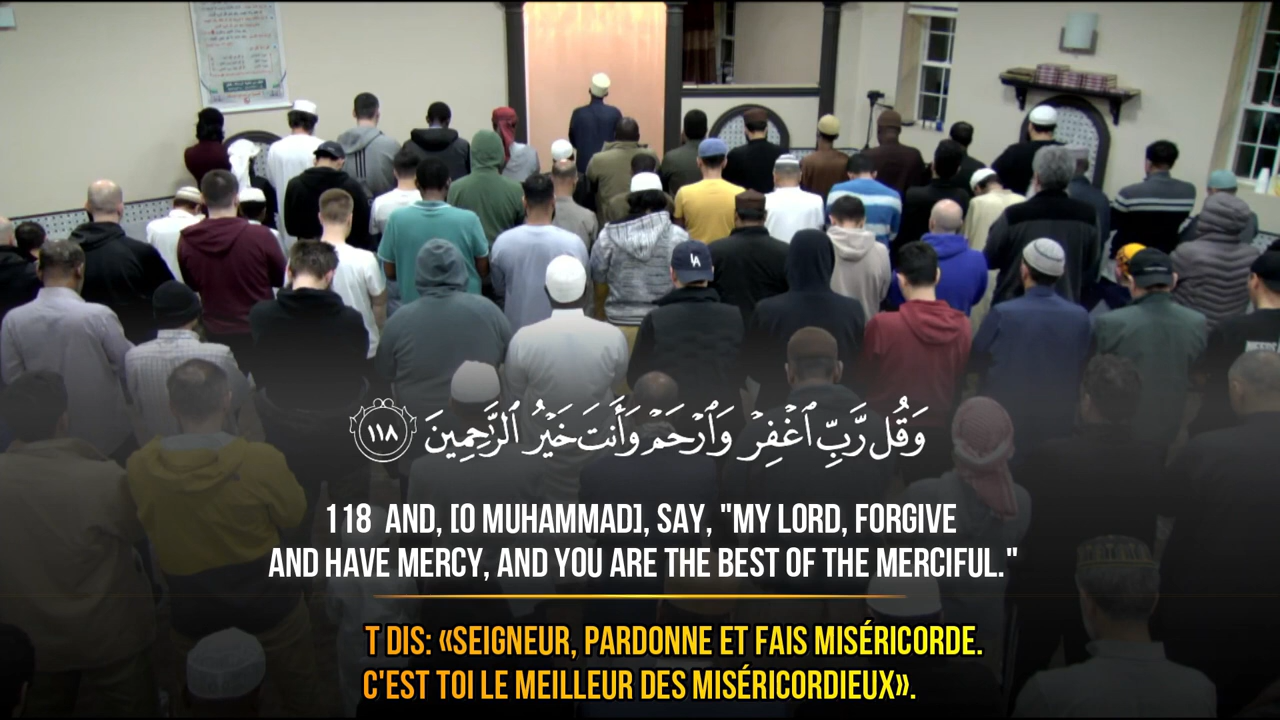 LA
وَقُل رَّبِّ ٱغْفِرْ وَٱرْحَمْ وَأَنتَ خَيْرُ ٱلرَّٰحِمِينَ ١١٨
118 AND, [O MUHAMMAD], SAY, "MY LORD, FORGIVE
AND HAVE MERCY, AND YOU ARE THE BEST OF THE MERCIFUL."
T DIS: «SEIGNEUR, PARDONNE ET FAIS MISÉRICORDE.
C'EST TOI LE MEILLEUR DES MISÉRICORDIEUX».